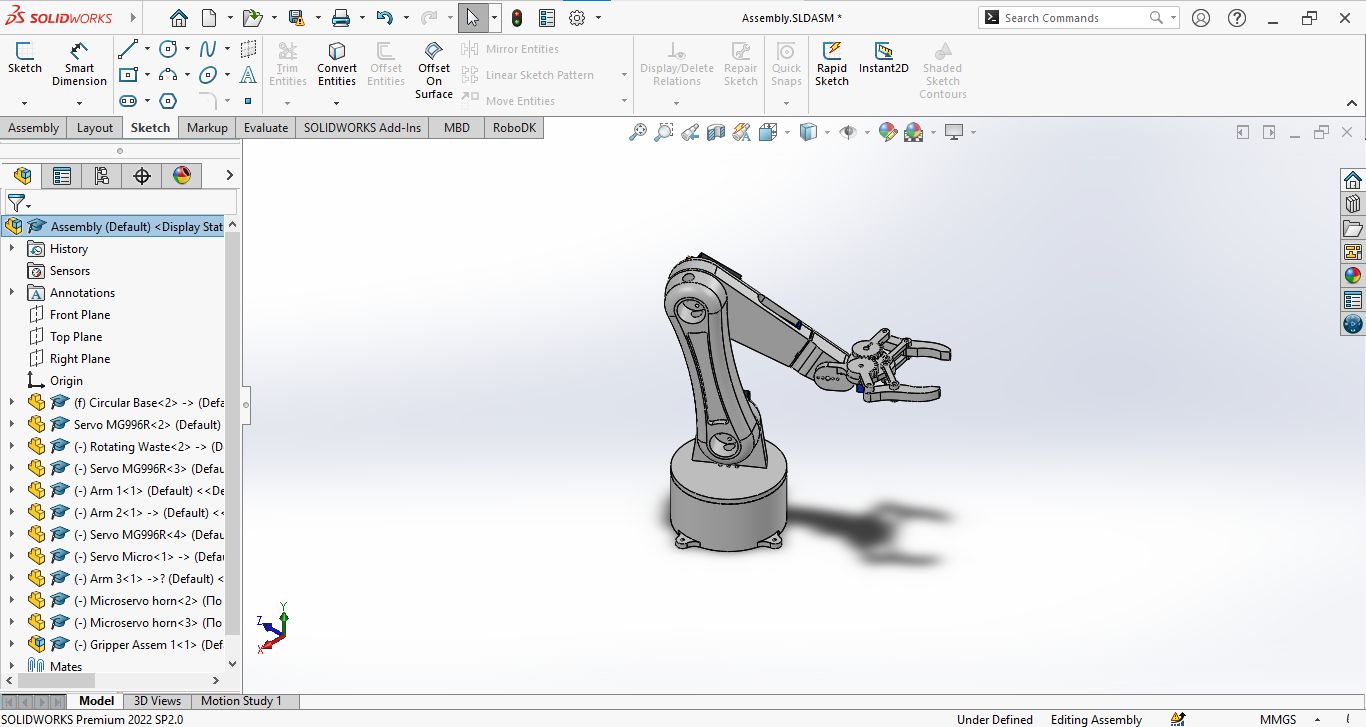 SOLIDWORKS
Assembly.SLDASM *
Search Commands
Sketch
Smart Dimension
Trim Entities
Convert Entities
Offset Entities
Offset On Surface
Mirror Entities
Linear Sketch Pattern
Move Entities
Display/Delete Relations
Repair Sketch
Quick Snaps
Rapid Sketch
Instant2D
Shaded Sketch Contours
Assembly
Layout
Sketch
Markup
Evaluate
SOLIDWORKS Add-Ins
MBD
RoboDK
Assembly (Default) <Display Stat
History
Sensors
Annotations
Front Plane
Top Plane
Right Plane
Origin
(f) Circular Base<2> -> (Defa
Servo MG996R<2> (Default)
(-) Rotating Waste<2> -> (D
(-) Servo MG996R<3> (Defau
(-) Arm 1<1> (Default) <<De
(-) Arm 2<1> -> (Default) <<
(-) Servo MG996R<4> (Defau
(-) Servo Micro<1> -> (Defa
(-) Arm 3<1> ->? (Default) <
(-) Microservo horn<2> (По
(-) Microservo horn<3> (По
(-) Gripper Assem 1<1> (Def
Mates
Y
Z
X
Model
3D Views
Motion Study 1
SOLIDWORKS Premium 2022 SP2.0
Under Defined
Editing Assembly
MMGS